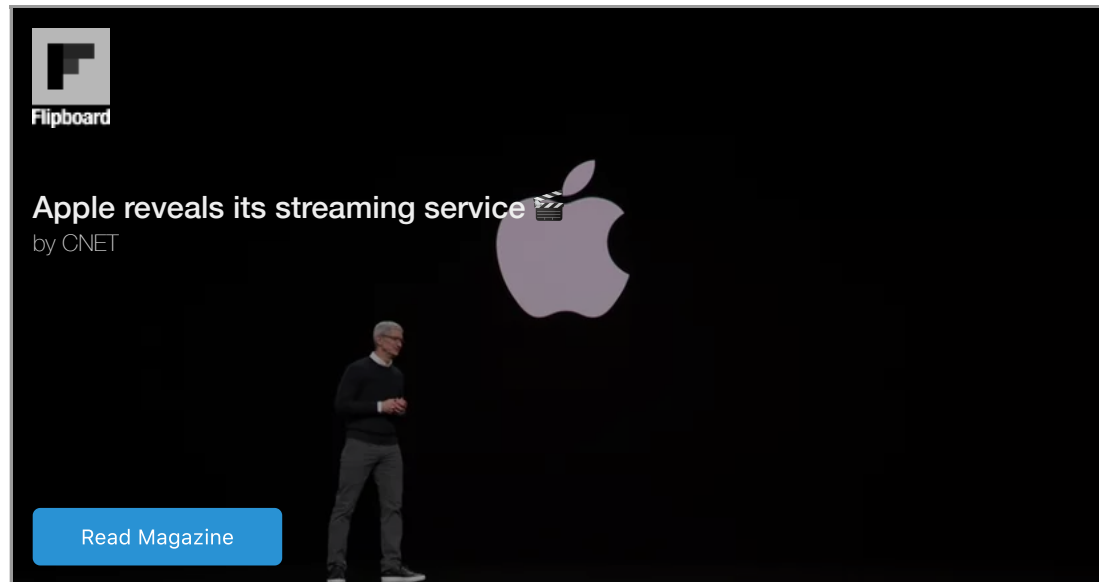 Flipboard
Apple reveals its streaming service 🎬
by CNET
Read Magazine